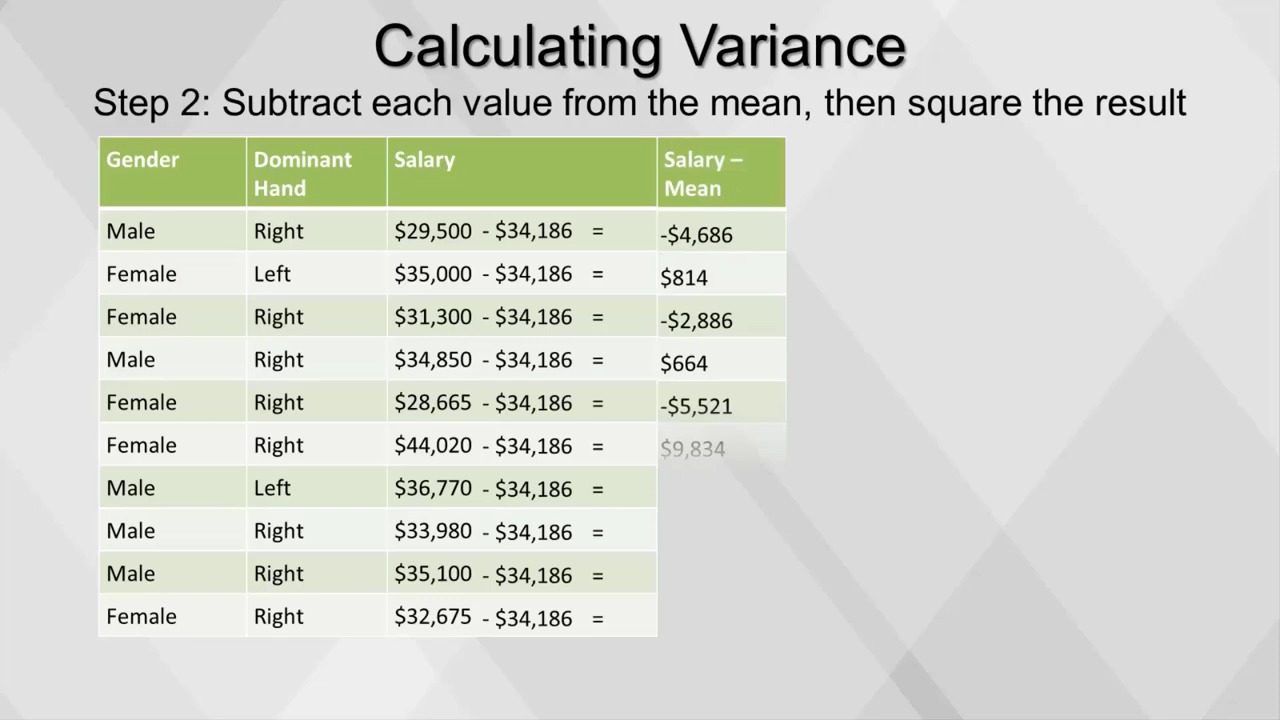 Calculating Variance
Step 2: Subtract each value from the mean, then square the result
Gender Dominant Hand Salary Salary – Mean
Male Right $29,500 - $34,186 = -$4,686
Female Left $35,000 - $34,186 = $814
Female Right $31,300 - $34,186 = -$2,886
Male Right $34,850 - $34,186 = $664
Female Right $28,665 - $34,186 = -$5,521
Female Right $44,020 - $34,186 = $9,834
Male Left $36,770 - $34,186 =
Male Right $33,980 - $34,186 =
Male Right $35,100 - $34,186 =
Female Right $32,675 - $34,186 =